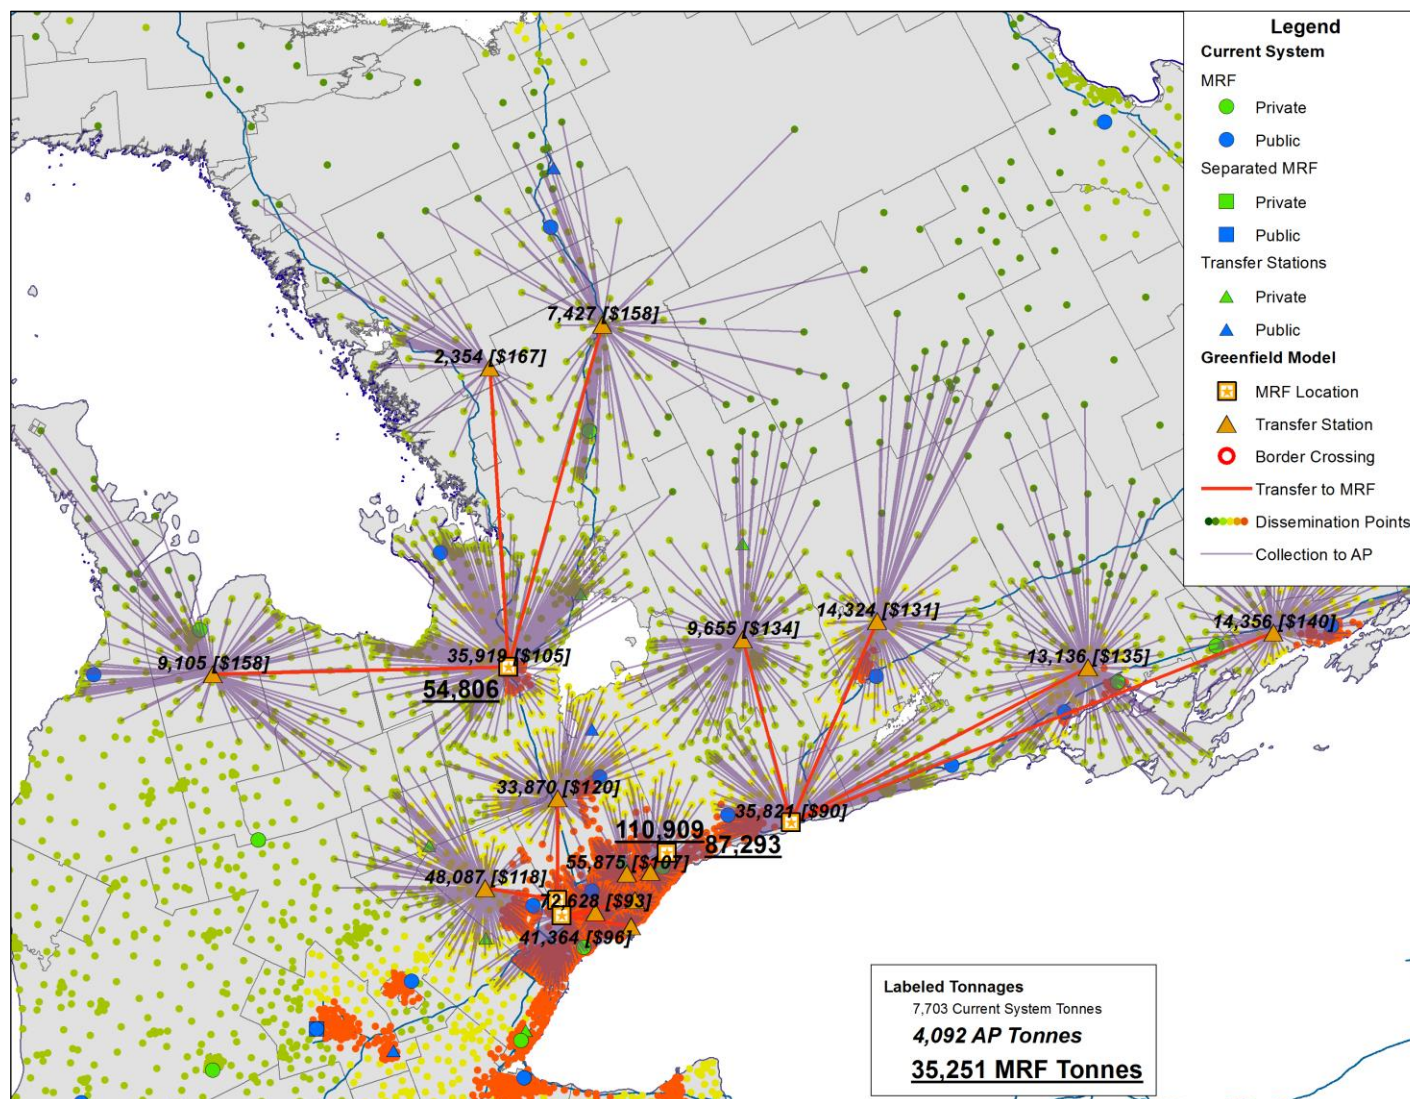 Legend
Current System
MRF
Private
Public
Separated MRF
Private
Public
Transfer Stations
Private
Public
Greenfield Model
MRF Location
Transfer Station
Border Crossing
Transfer to MRF
Dissemination Points
Collection to AP
7,427 [$158]
2,354 [$167]
14,324 [$131]
14,356 [$140]
9,655 [$134]
35,919 [$105]
13,136 [$135]
9,105 [$158]
54,806
33,870 [$120]
35,821 [$90]
110,909
87,293
55,875 [$107]
48,087 [$118]
72,628 [$93]
41,364 [$96]
Labeled Tonnages
7,703 Current System Tonnes
4,092 AP Tonnes
35,251 MRF Tonnes